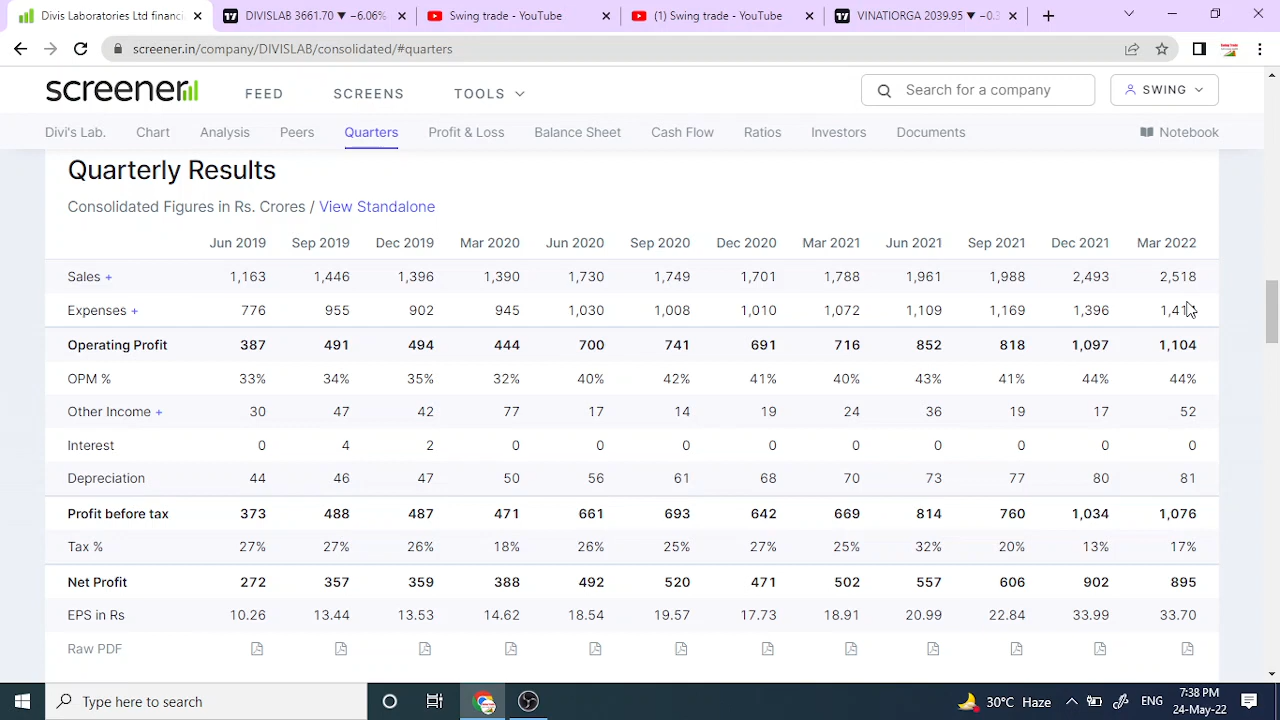 Divi's Laboratories Ltd financi
DIVISLAB 3661.70 ▼ −6.06%
Swing trade - YouTube
(1) Swing trade - YouTube
VINATIORGA 2039.95 ▼ −0.3
screener.in/company/DIVISLAB/consolidated/#quarters
screener
FEED SCREENS TOOLS
Search for a company
SWING
Divi's Lab. Chart Analysis Peers Quarters Profit & Loss Balance Sheet Cash Flow Ratios Investors Documents Notebook
Quarterly Results
Consolidated Figures in Rs. Crores / View Standalone
Jun 2019 Sep 2019 Dec 2019 Mar 2020 Jun 2020 Sep 2020 Dec 2020 Mar 2021 Jun 2021 Sep 2021 Dec 2021 Mar 2022
Sales + 1,163 1,446 1,396 1,390 1,730 1,749 1,701 1,788 1,961 1,988 2,493 2,518
Expenses + 776 955 902 945 1,030 1,008 1,010 1,072 1,109 1,169 1,396
Operating Profit 387 491 494 444 700 741 691 716 852 818 1,097 1,104
OPM % 33% 34% 35% 32% 40% 42% 41% 40% 43% 41% 44% 44%
Other Income + 30 47 42 77 17 14 19 24 36 19 17 52
Interest 0 4 2 0 0 0 0 0 0 0 0 0
Depreciation 44 46 47 50 56 61 68 70 73 77 80 81
Profit before tax 373 488 487 471 661 693 642 669 814 760 1,034 1,076
Tax % 27% 27% 26% 18% 26% 25% 27% 25% 32% 20% 13% 17%
Net Profit 272 357 359 388 492 520 471 502 557 606 902 895
EPS in Rs 10.26 13.44 13.53 14.62 18.54 19.57 17.73 18.91 20.99 22.84 33.99 33.70
Raw PDF
Type here to search
30°C Haze
ENG
7:38 PM
24-May-22